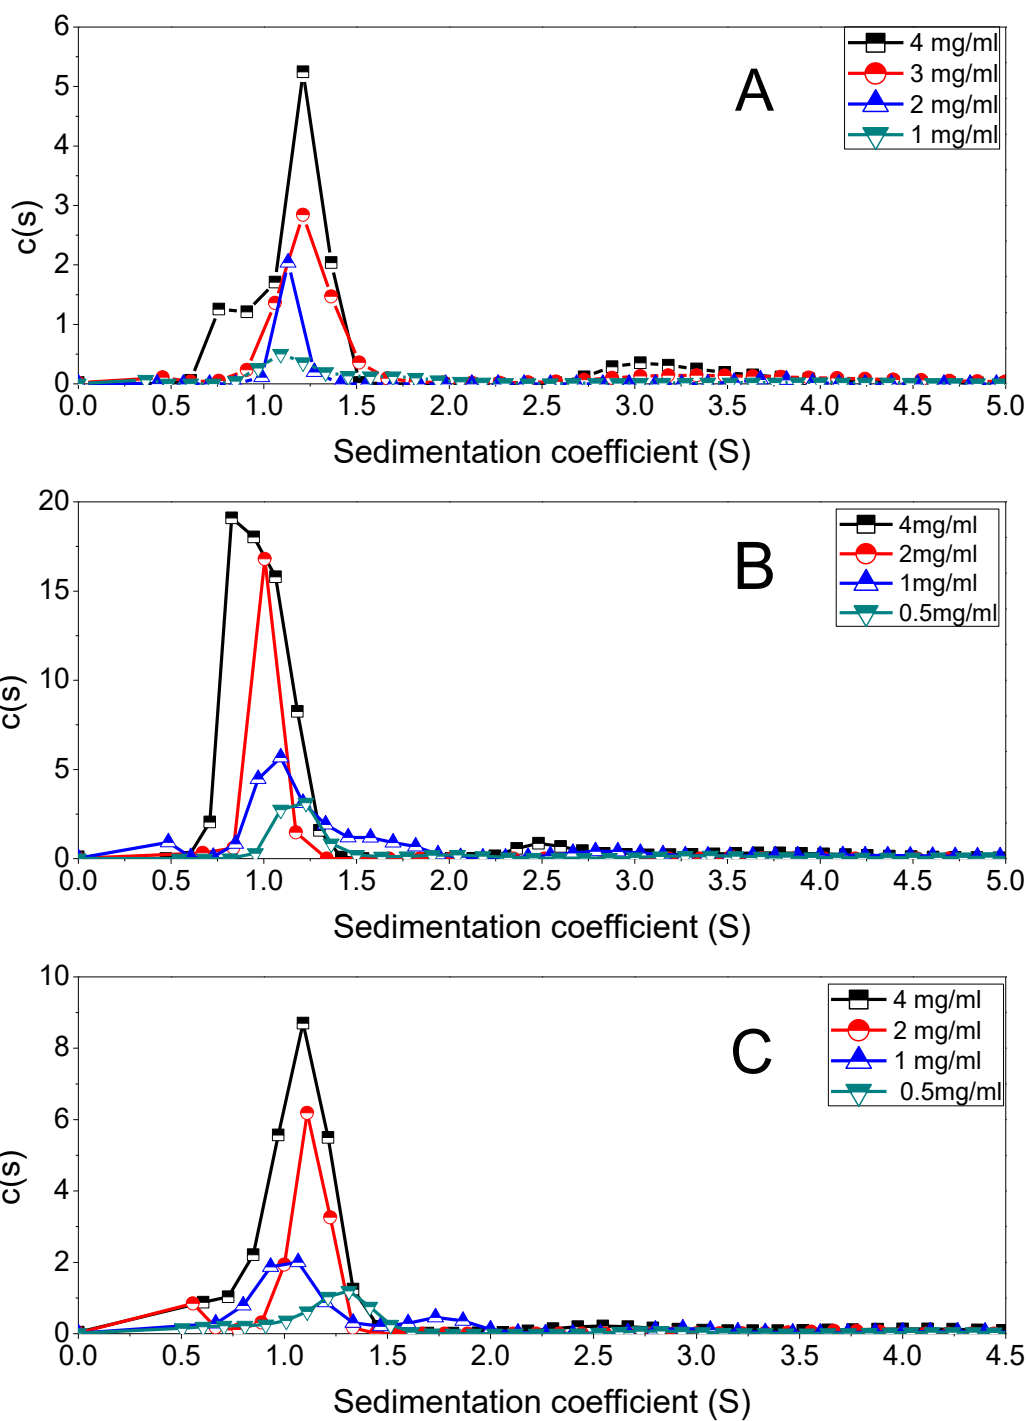 A
4 mg/ml
3 mg/ml
2 mg/ml
1 mg/ml
6
5
4
3
2
1
0
c(s)
0.0 0.5 1.0 1.5 2.0 2.5 3.0 3.5 4.0 4.5 5.0
Sedimentation coefficient (S)
B
4mg/ml
2mg/ml
1mg/ml
0.5mg/ml
20
15
10
5
0
c(s)
0.0 0.5 1.0 1.5 2.0 2.5 3.0 3.5 4.0 4.5 5.0
Sedimentation coefficient (S)
C
4 mg/ml
2 mg/ml
1 mg/ml
0.5mg/ml
10
8
6
4
2
0
c(s)
0.0 0.5 1.0 1.5 2.0 2.5 3.0 3.5 4.0 4.5
Sedimentation coefficient (S)